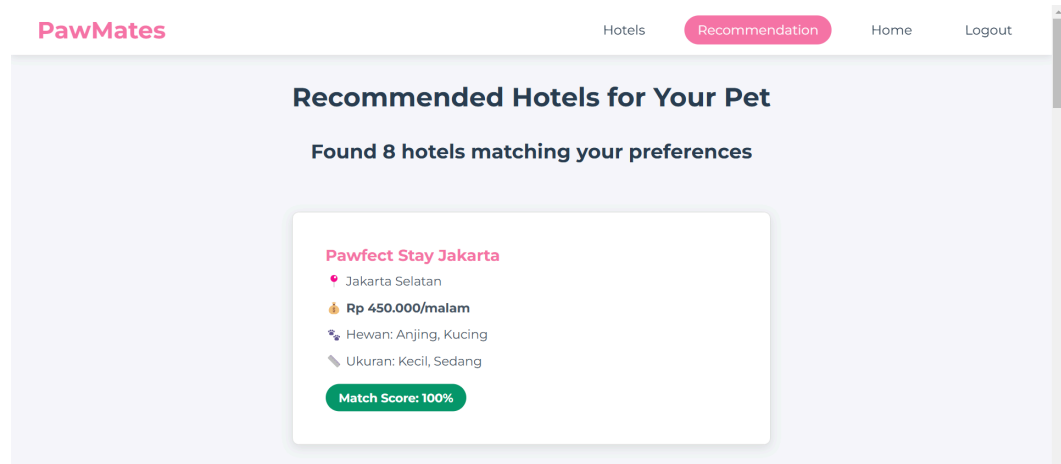 PawMates
Hotels
Recommendation
Home
Logout
Recommended Hotels for Your Pet
Found 8 hotels matching your preferences
Pawfect Stay Jakarta
Jakarta Selatan
Rp 450.000/malam
Hewan: Anjing, Kucing
Ukuran: Kecil, Sedang
Match Score: 100%